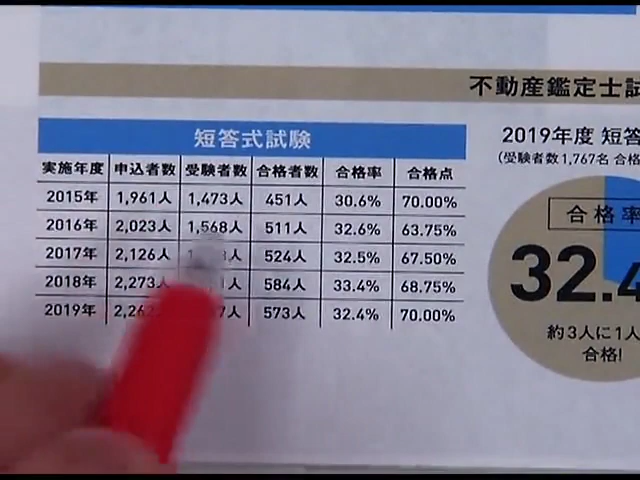 不動産鑑定士試
短答式試験
実施年度 申込者数 受験者数 合格者数 合格率 合格点
2015年 1,961人 1,473人 451人 30.6% 70.00%
2016年 2,023人 1,568人 511人 32.6% 63.75%
2017年 2,126人 524人 32.5% 67.50%
2018年 2,273人 584人 33.4% 68.75%
2019年 573人 32.4% 70.00%
2019年度 短答
(受験者数1,767名 合格
合格率
32.4
約3人に1人
合格!